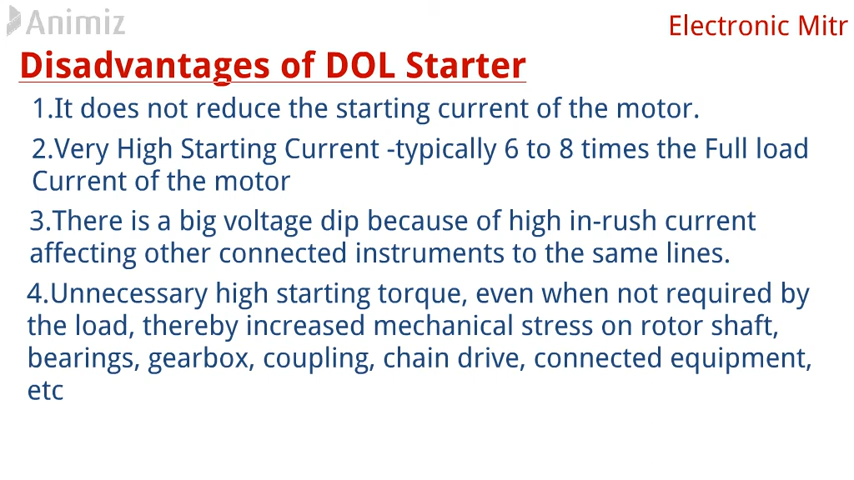 Animiz
Electronic Mitr
Disadvantages of DOL Starter
1.It does not reduce the starting current of the motor.
2.Very High Starting Current -typically 6 to 8 times the Full load
Current of the motor
3.There is a big voltage dip because of high in-rush current
affecting other connected instruments to the same lines.
4.Unnecessary high starting torque, even when not required by
the load, thereby increased mechanical stress on rotor shaft,
bearings, gearbox, coupling, chain drive, connected equipment,
etc